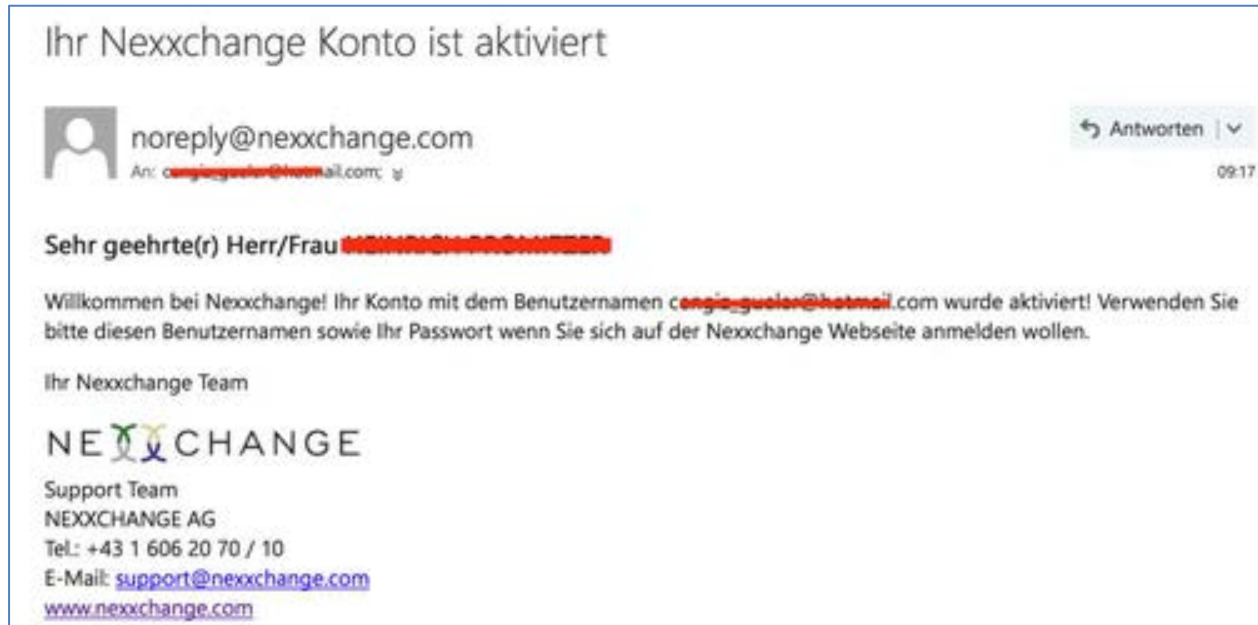 Ihr Nexxchange Konto ist aktiviert
noreply@nexxchange.com
Antworten
An: ail.com;
09:17
Sehr geehrte(r) Herr/Frau
Willkommen bei Nexxchange! Ihr Konto mit dem Benutzernamen .com wurde aktiviert! Verwenden Sie
bitte diesen Benutzernamen sowie Ihr Passwort wenn Sie sich auf der Nexxchange Webseite anmelden wollen.
Ihr Nexxchange Team
NEXXCHANGE
Support Team
NEXXCHANGE AG
Tel.: +43 1 606 20 70 / 10
E-Mail: support@nexxchange.com
www.nexxchange.com